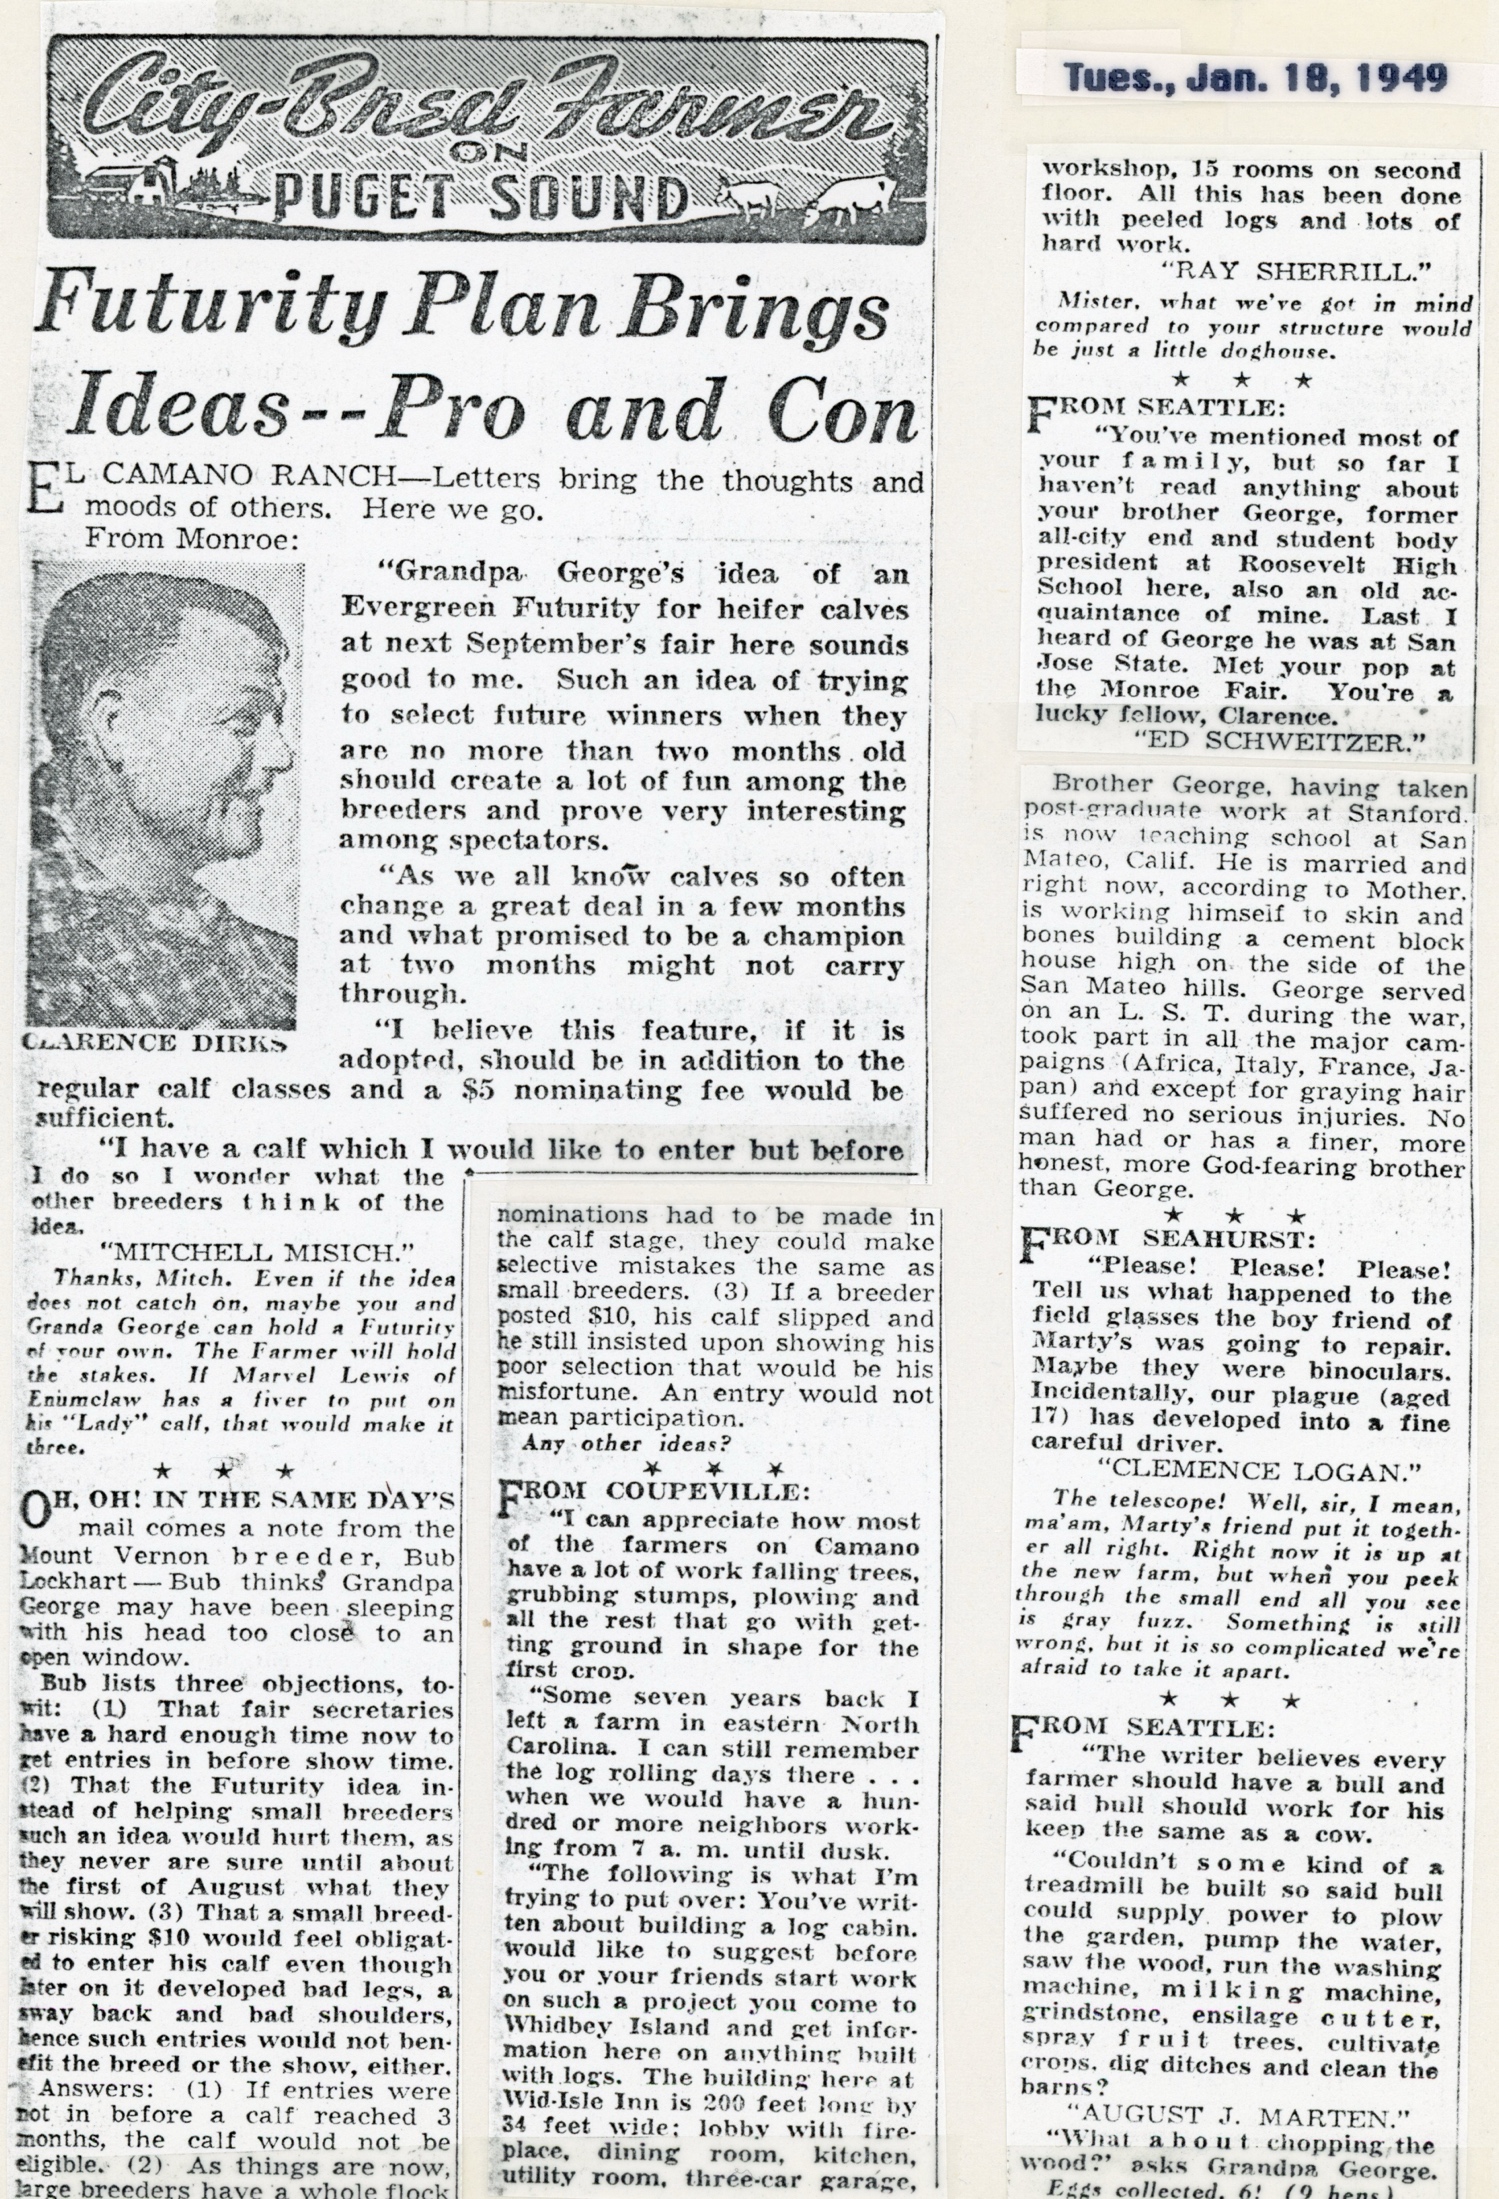 City-Bred Farmer
ON
PUGET SOUND
Futurity Plan Brings
Ideas--Pro and Con
EL CAMANO RANCH—Letters bring the thoughts and
moods of others. Here we go.
From Monroe:
"Grandpa George's idea of an
Evergreen Futurity for heifer calves
at next September's fair here sounds
good to me. Such an idea of trying
to select future winners when they
are no more than two months old
should create a lot of fun among the
breeders and prove very interesting
among spectators.
"As we all know calves so often
change a great deal in a few months
and what promised to be a champion
at two months might not carry
through.
"I believe this feature, if it is
adopted, should be in addition to the
CLARENCE DIRKS
regular calf classes and a $5 nominating fee would be
sufficient.
"I have a calf which I would like to enter but before
I do so I wonder what the
other breeders think of the
idea.
"MITCHELL MISICH."
Thanks, Mitch. Even if the idea
does not catch on, maybe you and
Granda George can hold a Futurity
of your own. The Farmer will hold
the stakes. If Marvel Lewis of
Enumclaw has a fiver to put on
his "Lady" calf, that would make it
three.
★ ★ ★
OH, OH! IN THE SAME DAY'S
mail comes a note from the
Mount Vernon breeder, Bub
Lockhart — Bub thinks Grandpa
George may have been sleeping
with his head too close to an
open window.
Bub lists three objections, to-
wit: (1) That fair secretaries
have a hard enough time now to
get entries in before show time.
(2) That the Futurity idea in-
stead of helping small breeders
such an idea would hurt them, as
they never are sure until about
the first of August what they
will show. (3) That a small breed-
er risking $10 would feel obligat-
ed to enter his calf even though
later on it developed bad legs, a
sway back and bad shoulders,
hence such entries would not ben-
efit the breed or the show, either.
Answers: (1) If entries were
not in before a calf reached 3
months, the calf would not be
eligible. (2) As things are now,
large breeders have a whole flock
nominations had to be made in
the calf stage, they could make
selective mistakes the same as
small breeders. (3) If a breeder
posted $10, his calf slipped and
he still insisted upon showing his
poor selection that would be his
misfortune. An entry would not
mean participation.
Any other ideas?
★ ★ ★
FROM COUPEVILLE:
"I can appreciate how most
of the farmers on Camano
have a lot of work falling trees,
grubbing stumps, plowing and
all the rest that go with get-
ting ground in shape for the
first crop.
"Some seven years back I
left a farm in eastern North
Carolina. I can still remember
the log rolling days there . . .
when we would have a hun-
dred or more neighbors work-
ing from 7 a. m. until dusk.
"The following is what I'm
trying to put over: You've writ-
ten about building a log cabin.
would like to suggest before
you or your friends start work
on such a project you come to
Whidbey Island and get infor-
mation here on anything built
with logs. The building here at
Wid-Isle Inn is 200 feet long by
34 feet wide; lobby with fire-
place, dining room, kitchen,
utility room, three-car garage,
Tues., Jan. 18, 1949
workshop, 15 rooms on second
floor. All this has been done
with peeled logs and lots of
hard work.
"RAY SHERRILL."
Mister, what we've got in mind
compared to your structure would
be just a little doghouse.
★ ★ ★
FROM SEATTLE:
"You've mentioned most of
your family, but so far I
haven't read anything about
your brother George, former
all-city end and student body
president at Roosevelt High
School here, also an old ac-
quaintance of mine. Last I
heard of George he was at San
Jose State. Met your pop at
the Monroe Fair. You're a
lucky fellow, Clarence.
"ED SCHWEITZER."
Brother George, having taken
post-graduate work at Stanford.
is now teaching school at San
Mateo, Calif. He is married and
right now, according to Mother,
is working himself to skin and
bones building a cement block
house high on the side of the
San Mateo hills. George served
on an L. S. T. during the war,
took part in all the major cam-
paigns (Africa, Italy, France, Ja-
pan) and except for graying hair
suffered no serious injuries. No
man had or has a finer, more
honest, more God-fearing brother
than George.
★ ★ ★
FROM SEAHURST:
"Please! Please! Please!
Tell us what happened to the
field glasses the boy friend of
Marty's was going to repair.
Maybe they were binoculars.
Incidentally, our plague (aged
17) has developed into a fine
careful driver.
"CLEMENCE LOGAN."
The telescope! Well, sir, I mean,
ma'am, Marty's friend put it togeth-
er all right. Right now it is up at
the new farm, but when you peek
through the small end all you see
is gray fuzz. Something is still
wrong, but it is so complicated we're
afraid to take it apart.
★ ★ ★
FROM SEATTLE:
"The writer believes every
farmer should have a bull and
said bull should work for his
keep the same as a cow.
"Couldn't some kind of a
treadmill be built so said bull
could supply power to plow
the garden, pump the water,
saw the wood, run the washing
machine, milking machine,
grindstone, ensilage cutter,
spray fruit trees, cultivate
crops, dig ditches and clean the
barns?
"AUGUST J. MARTEN."
"What about chopping the
wood?" asks Grandpa George.
Eggs collected, 6! (9 hens)